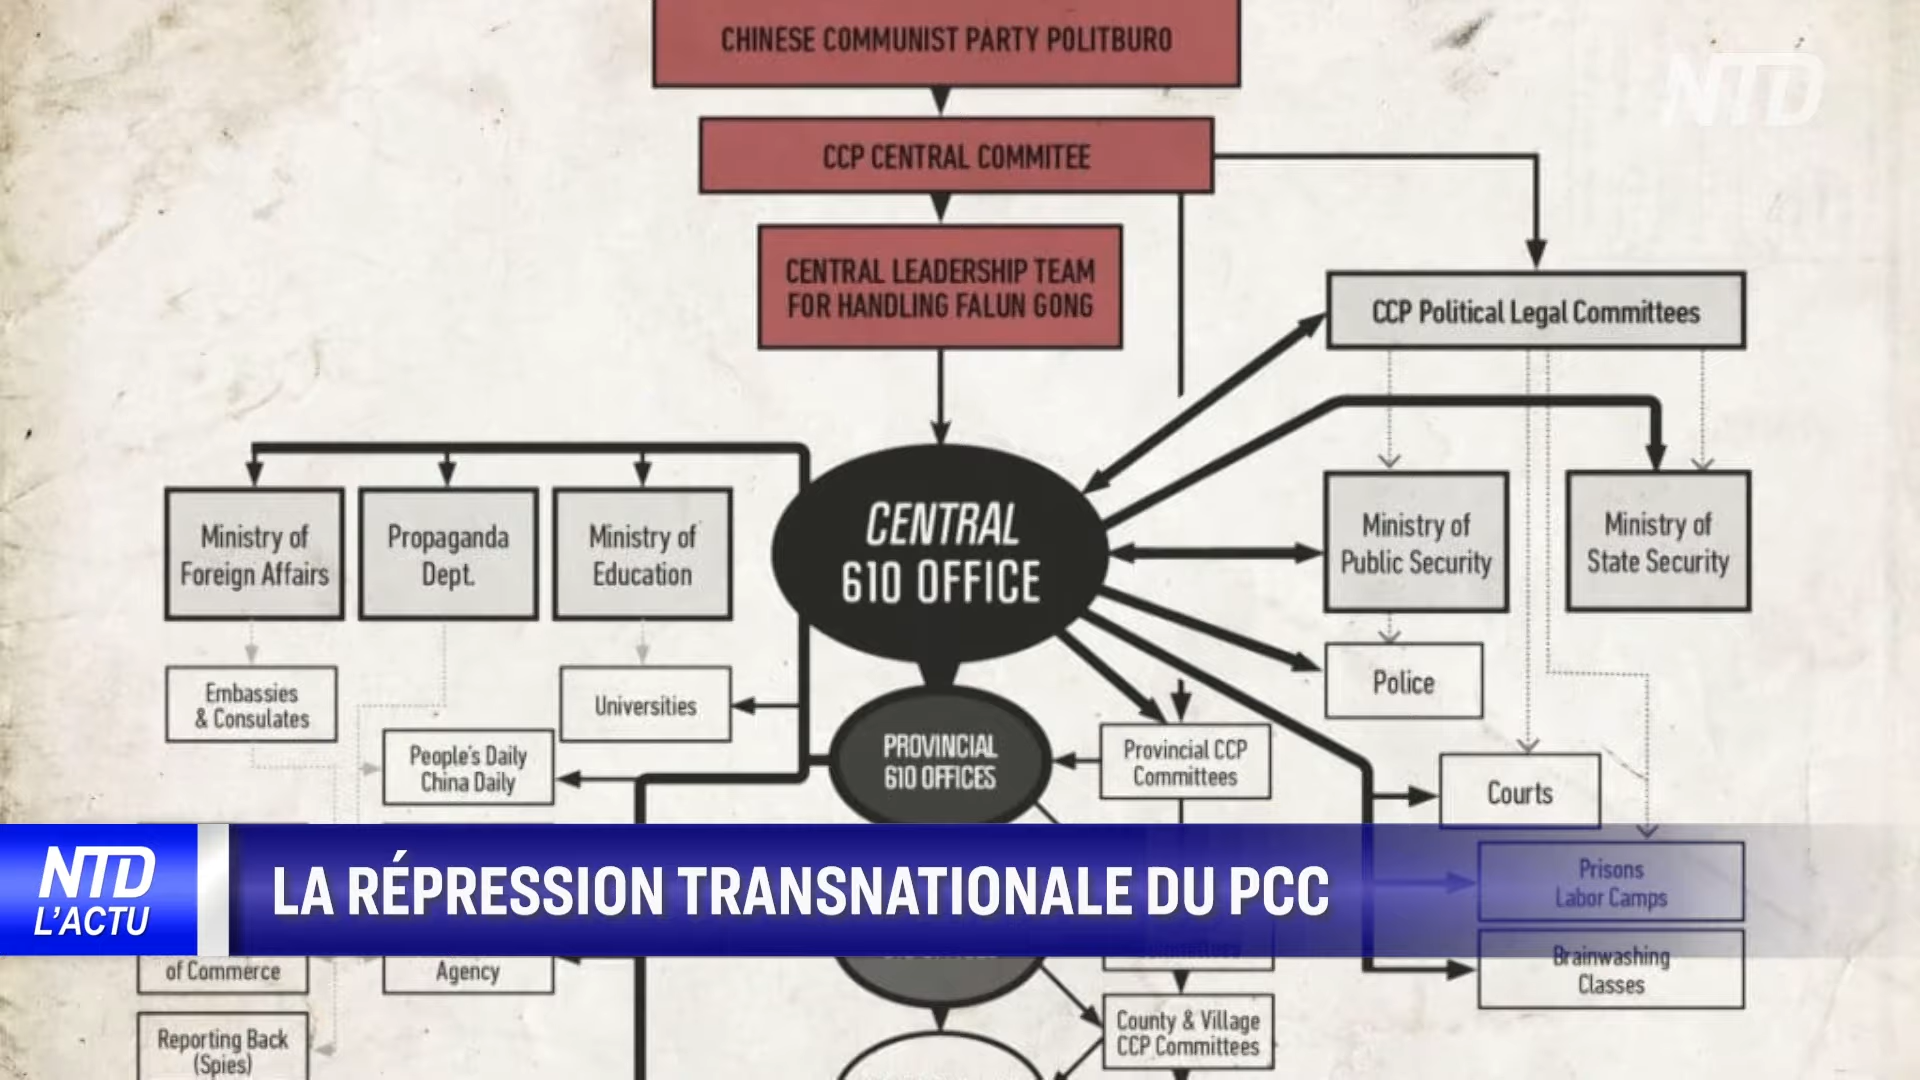 CHINESE COMMUNIST PARTY POLITBURO
NTD
CCP CENTRAL COMMITEE
CENTRAL LEADERSHIP TEAM
FOR HANDLING FALUN GONG
CCP Political Legal Committees
Ministry of
Foreign Affairs
Propaganda
Dept.
Ministry of
Education
CENTRAL
610 OFFICE
Ministry of
Public Security
Ministry of
State Security
Embassies
& Consulates
Universities
Police
People's Daily
China Daily
PROVINCIAL
610 OFFICES
Provincial CCP
Committees
Courts
NTD
L'ACTU
LA RÉPRESSION TRANSNATIONALE DU PCC
Prisons
Labor Camps
of Commerce
Agency
Brainwashing
Classes
Reporting Back
(Spies)
County & Village
CCP Committees